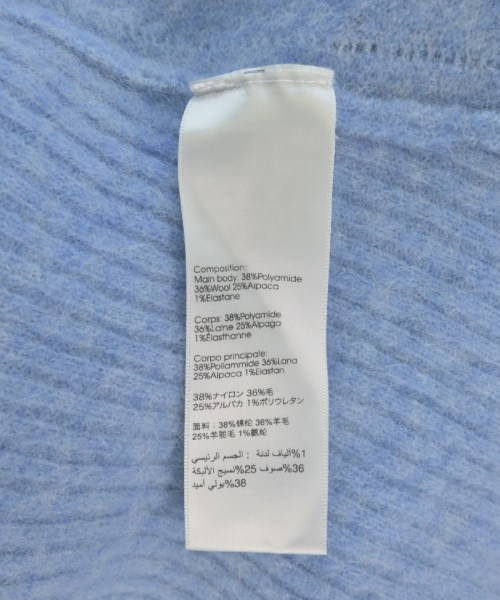 Composition:
Main body: 38%Polyamide
36%Wool 25%Alpaca
1%Elastane
Corps: 38%Polyamide
36%Laine 25%Alpaga
1%Élasthanne
Corpo principale:
38%Poliammide 36%Lana
25%Alpaca 1%Elastan
38%ナイロン 36%毛
25%アルパカ 1%ポリウレタン
面料：38%锦纶 36%羊毛
25%羊驼毛 1%氨纶
الجسم الرئيسي : 1%ألياف لدنة
36%صوف 25%نسيج الألبكة
38%بولي أميد